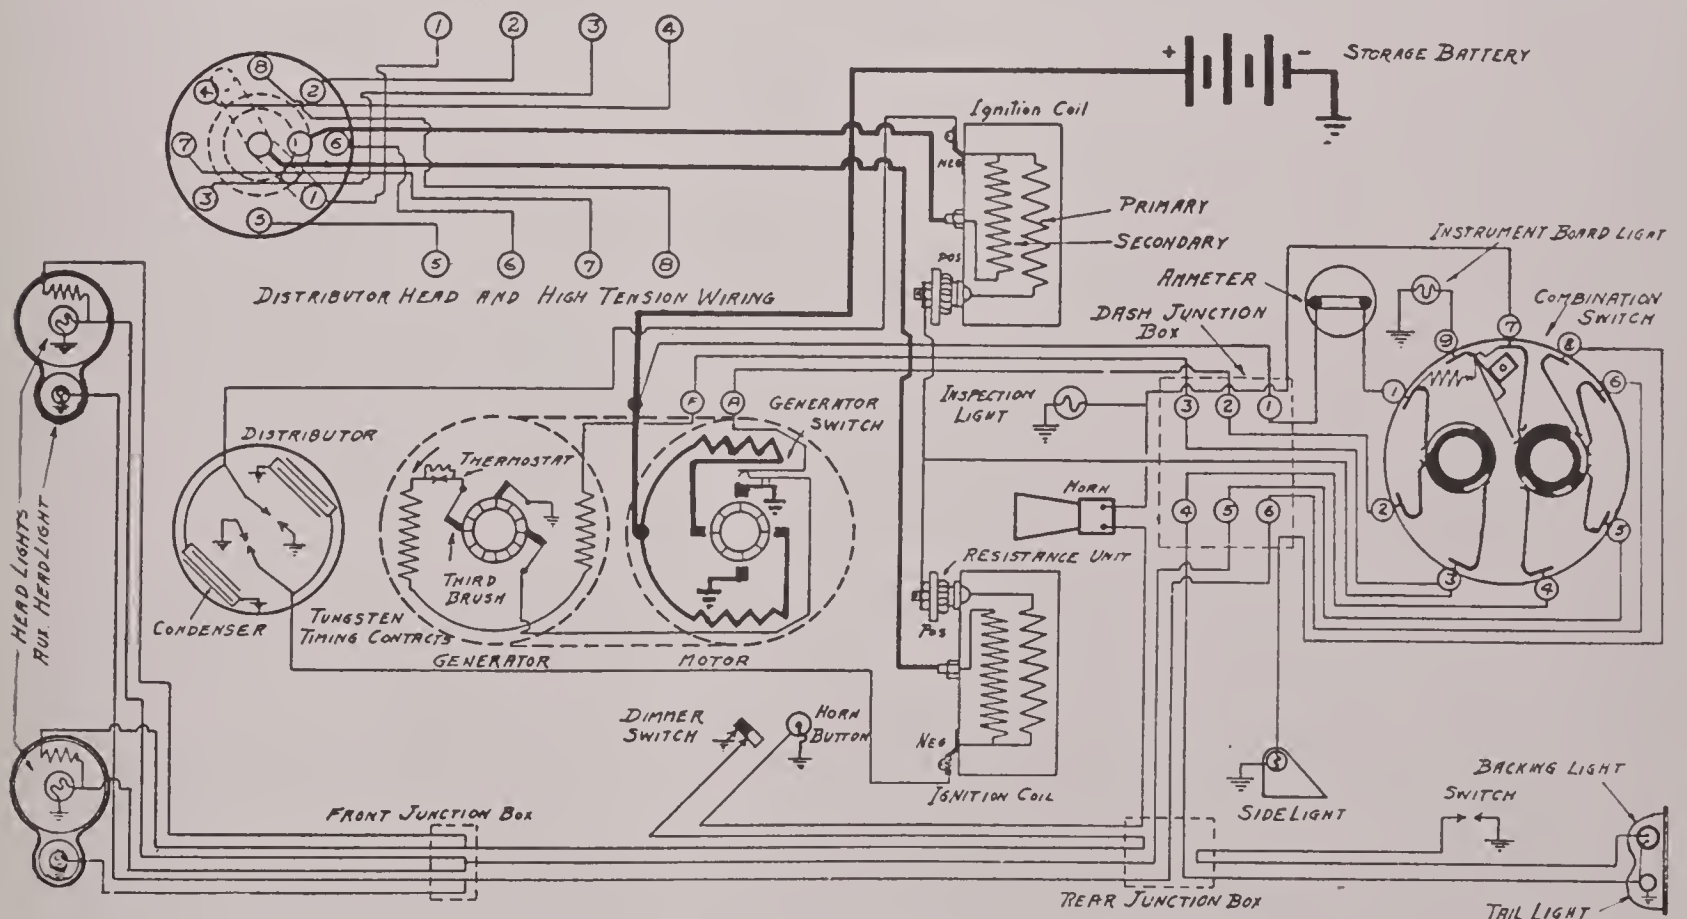 1 2 3 4
8
4 2
7 6
3 1
5
5 6 7 8
DISTRIBUTOR HEAD AND HIGH TENSION WIRING
+ - STORAGE BATTERY
Ignition Coil
NEG
PRIMARY
SECONDARY
POS
INSTRUMENT BOARD LIGHT
AMMETER
COMBINATION
SWITCH
DASH JUNCTION
BOX
9 7 8
1 6
2 5
3 4
INSPECTION
LIGHT
3 2 1
4 5 6
F A
GENERATOR
SWITCH
DISTRIBUTOR
THERMOSTAT
HORN
HEAD LIGHTS
AUX. HEADLIGHT
THIRD
BRUSH
RESISTANCE UNIT
CONDENSER
TUNGSTEN
TIMING CONTACTS
GENERATOR
MOTOR
POS
DIMMER
SWITCH
HORN
BUTTON
NEG
IGNITION COIL
SIDE LIGHT
BACKING LIGHT
SWITCH
FRONT JUNCTION BOX
REAR JUNCTION BOX
TAIL LIGHT